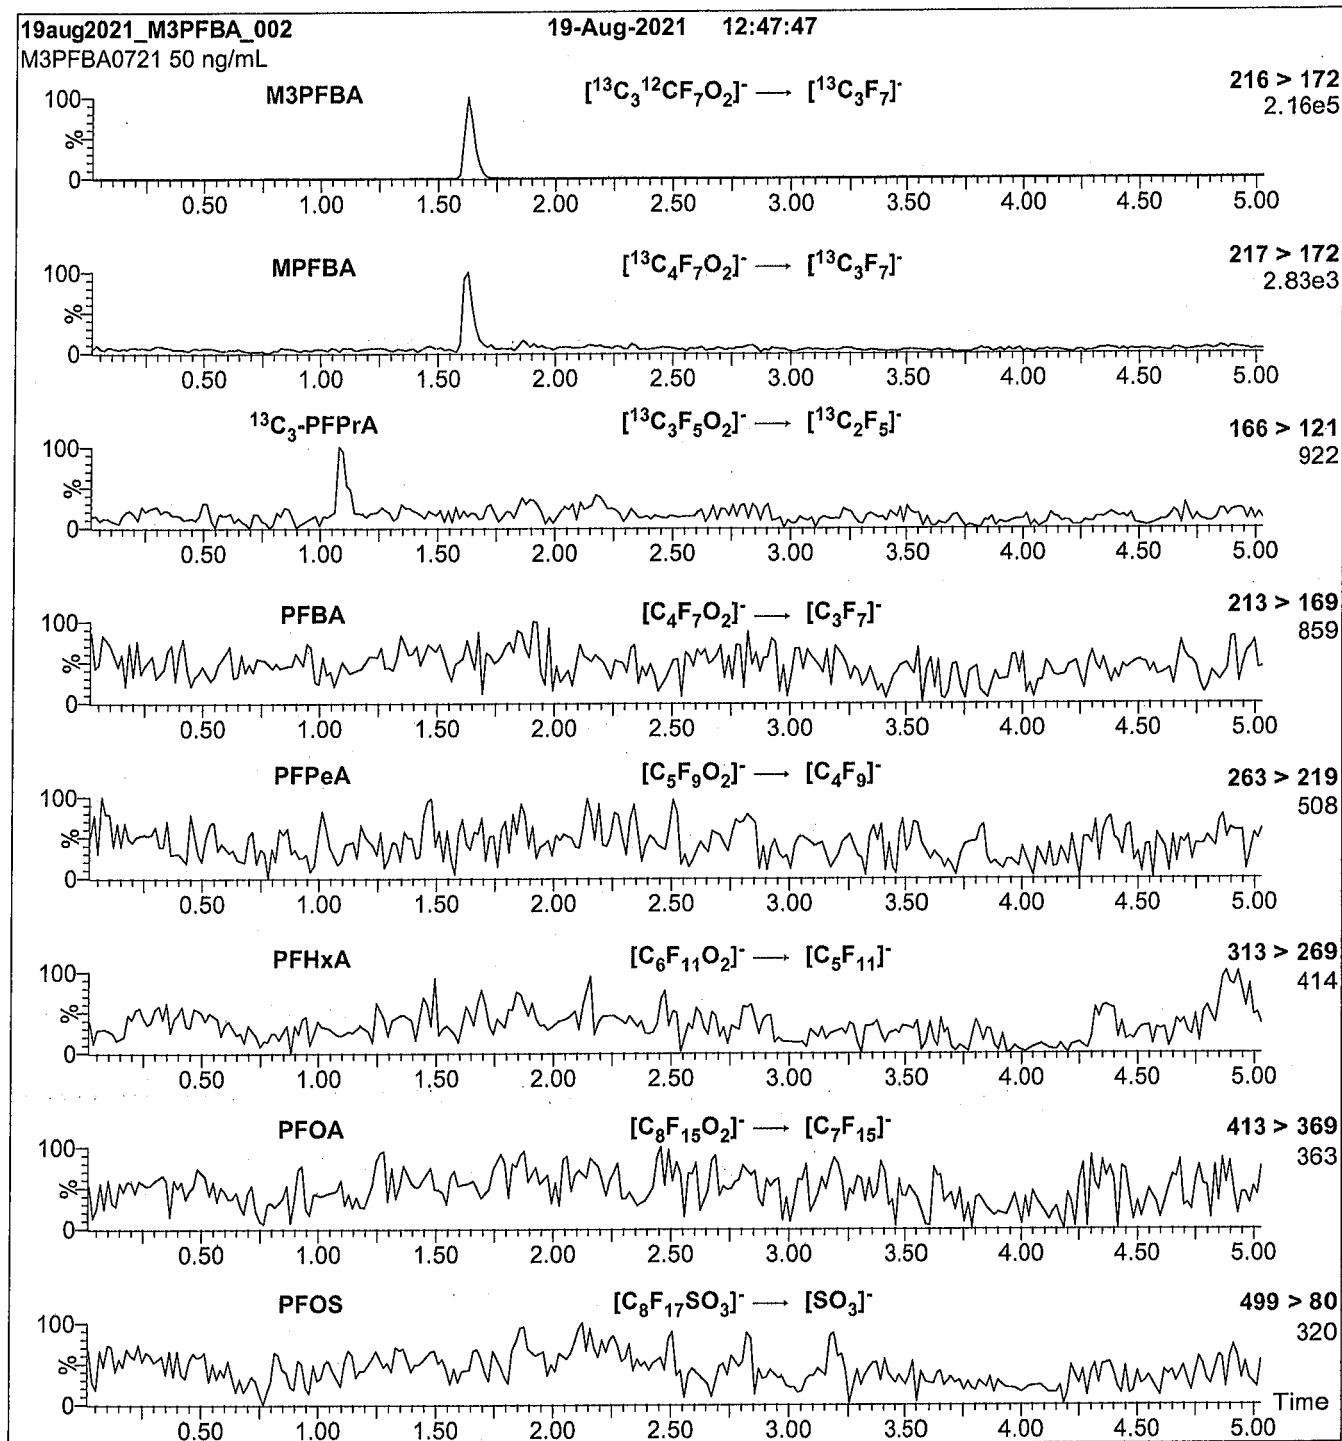 19aug2021_M3PFBA_002 19-Aug-2021 12:47:47
M3PFBA0721 50 ng/mL
M3PFBA [¹³C₃¹²CF₇O₂]⁻ → [¹³C₃F₇]⁻ 216 > 172
2.16e5
100
%
0
0.50 1.00 1.50 2.00 2.50 3.00 3.50 4.00 4.50 5.00
MPFBA [¹³C₄F₇O₂]⁻ → [¹³C₃F₇]⁻ 217 > 172
2.83e3
100
%
0
0.50 1.00 1.50 2.00 2.50 3.00 3.50 4.00 4.50 5.00
¹³C₃-PFPrA [¹³C₃F₅O₂]⁻ → [¹³C₂F₅]⁻ 166 > 121
922
100
%
0
0.50 1.00 1.50 2.00 2.50 3.00 3.50 4.00 4.50 5.00
PFBA [C₄F₇O₂]⁻ → [C₃F₇]⁻ 213 > 169
859
100
%
0
0.50 1.00 1.50 2.00 2.50 3.00 3.50 4.00 4.50 5.00
PFPeA [C₅F₉O₂]⁻ → [C₄F₉]⁻ 263 > 219
508
100
%
0
0.50 1.00 1.50 2.00 2.50 3.00 3.50 4.00 4.50 5.00
PFHxA [C₆F₁₁O₂]⁻ → [C₅F₁₁]⁻ 313 > 269
414
100
%
0
0.50 1.00 1.50 2.00 2.50 3.00 3.50 4.00 4.50 5.00
PFOA [C₈F₁₅O₂]⁻ → [C₇F₁₅]⁻ 413 > 369
363
100
%
0
0.50 1.00 1.50 2.00 2.50 3.00 3.50 4.00 4.50 5.00
PFOS [C₈F₁₇SO₃]⁻ → [SO₃]⁻ 499 > 80
320
100
%
0
Time
0.50 1.00 1.50 2.00 2.50 3.00 3.50 4.00 4.50 5.00